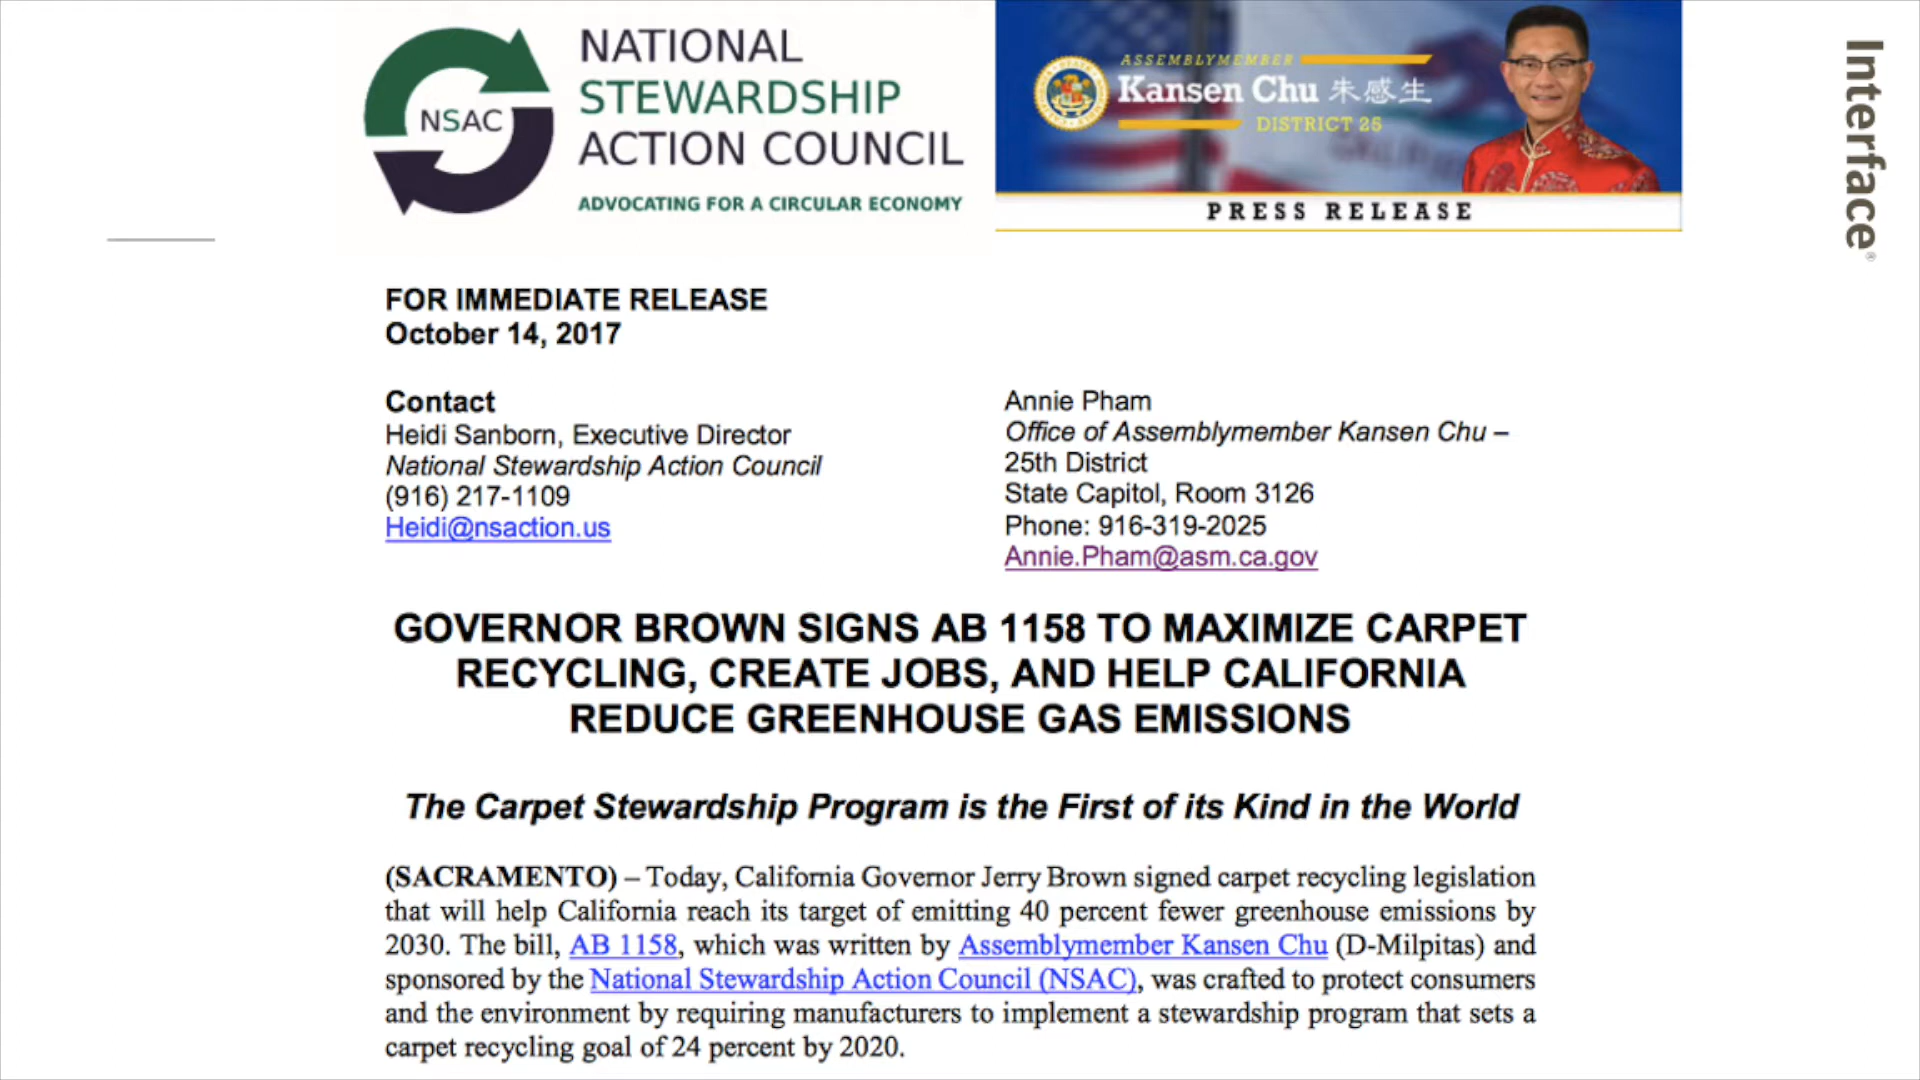 NSAC
NATIONAL
STEWARDSHIP
ACTION COUNCIL
ADVOCATING FOR A CIRCULAR ECONOMY
ASSEMBLYMEMBER
Kansen Chu 朱感生
DISTRICT 25
PRESS RELEASE
Interface®
FOR IMMEDIATE RELEASE
October 14, 2017
Contact
Heidi Sanborn, Executive Director
National Stewardship Action Council
(916) 217-1109
Heidi@nsaction.us
Annie Pham
Office of Assemblymember Kansen Chu –
25th District
State Capitol, Room 3126
Phone: 916-319-2025
Annie.Pham@asm.ca.gov
GOVERNOR BROWN SIGNS AB 1158 TO MAXIMIZE CARPET
RECYCLING, CREATE JOBS, AND HELP CALIFORNIA
REDUCE GREENHOUSE GAS EMISSIONS
The Carpet Stewardship Program is the First of its Kind in the World
(SACRAMENTO) – Today, California Governor Jerry Brown signed carpet recycling legislation
that will help California reach its target of emitting 40 percent fewer greenhouse emissions by
2030. The bill, AB 1158, which was written by Assemblymember Kansen Chu (D-Milpitas) and
sponsored by the National Stewardship Action Council (NSAC), was crafted to protect consumers
and the environment by requiring manufacturers to implement a stewardship program that sets a
carpet recycling goal of 24 percent by 2020.